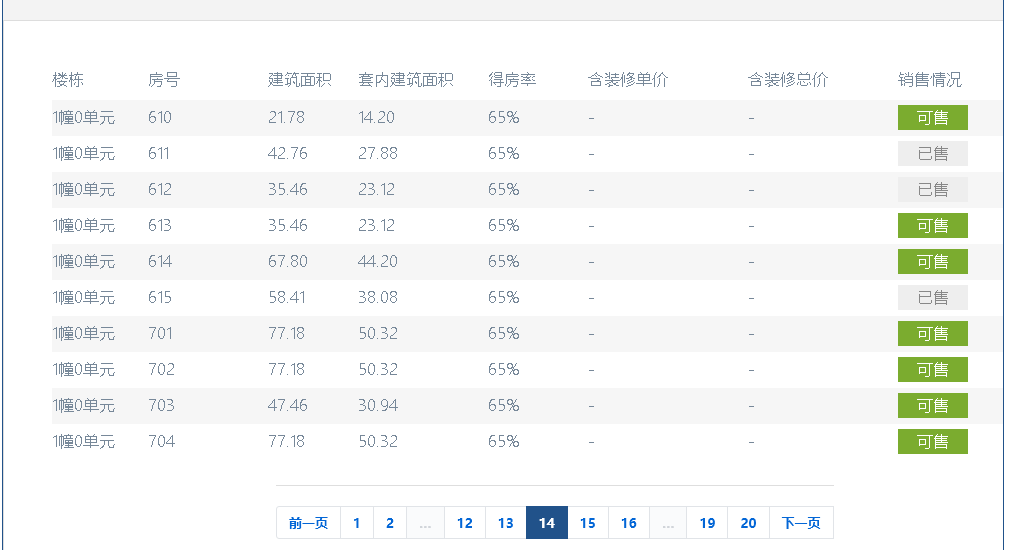 楼栋 房号 建筑面积 套内建筑面积 得房率 含装修单价 含装修总价 销售情况
1幢0单元 610 21.78 14.20 65% - - 可售
1幢0单元 611 42.76 27.88 65% - - 已售
1幢0单元 612 35.46 23.12 65% - - 已售
1幢0单元 613 35.46 23.12 65% - - 可售
1幢0单元 614 67.80 44.20 65% - - 可售
1幢0单元 615 58.41 38.08 65% - - 已售
1幢0单元 701 77.18 50.32 65% - - 可售
1幢0单元 702 77.18 50.32 65% - - 可售
1幢0单元 703 47.46 30.94 65% - - 可售
1幢0单元 704 77.18 50.32 65% - - 可售
前一页 1 2 ... 12 13 14 15 16 ... 19 20 下一页